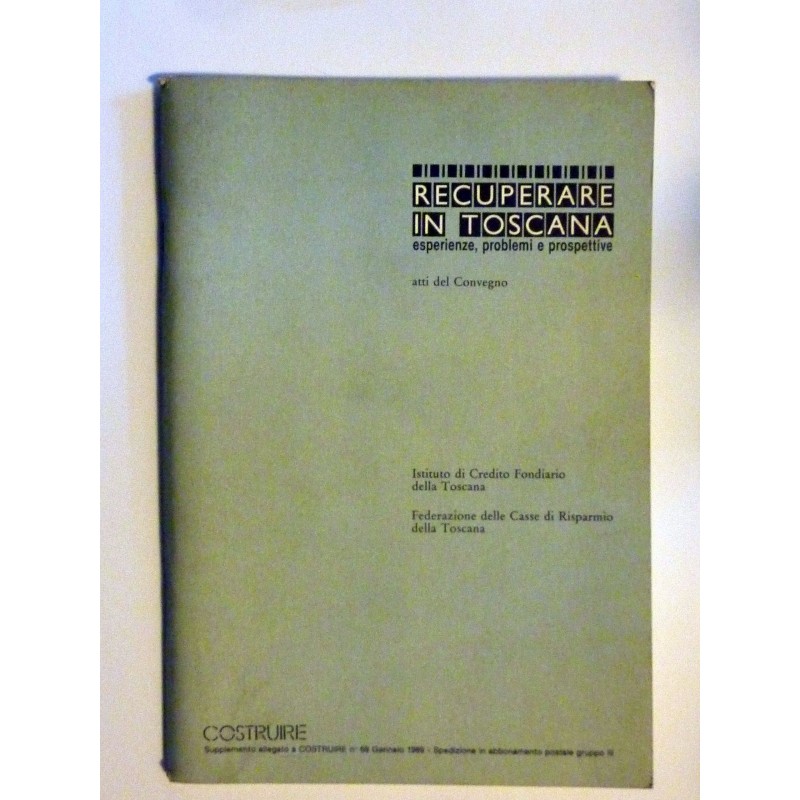 RECUPERARE
IN TOSCANA
esperienze, problemi e prospettive
atti del Convegno
Istituto di Credito Fondiario
della Toscana
Federazione delle Casse di Risparmio
della Toscana
COSTRUIRE
Supplemento allegato a COSTRUIRE n° 69 Gennaio 1989 - Spedizione in abbonamento postale gruppo III